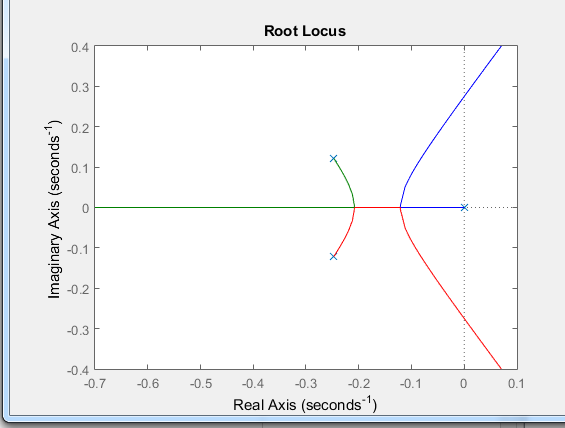 Root Locus
0.4
0.3
0.2
0.1
0
-0.1
-0.2
-0.3
-0.4
Imaginary Axis (seconds-1)
-0.7 -0.6 -0.5 -0.4 -0.3 -0.2 -0.1 0 0.1
Real Axis (seconds-1)